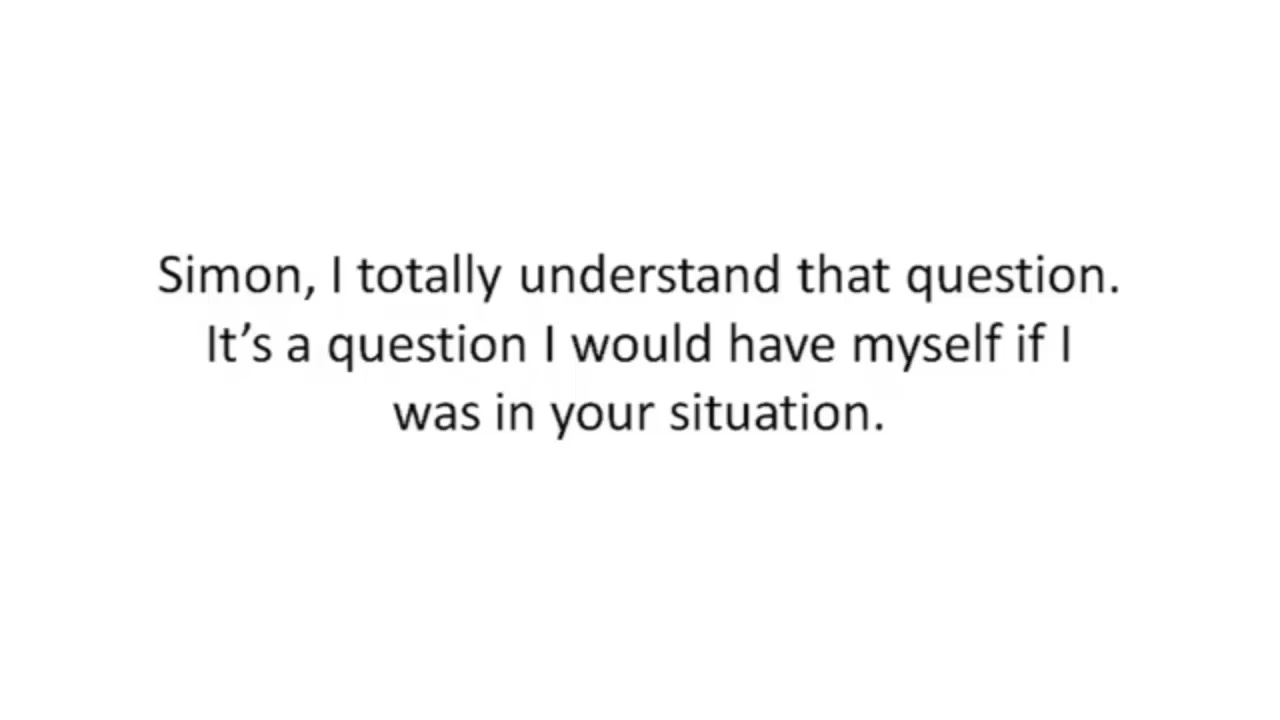 Simon, I totally understand that question.
It’s a question I would have myself if I
was in your situation.